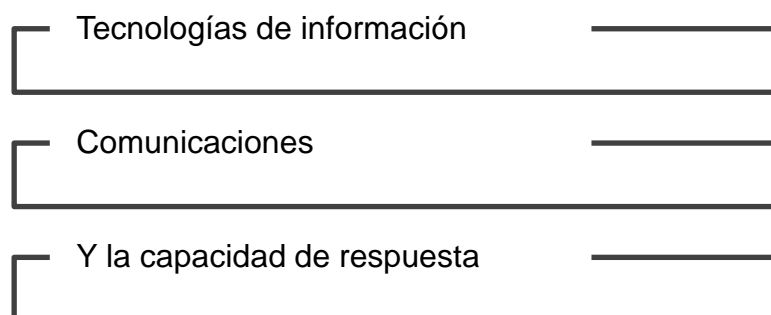 Tecnologías de información
Comunicaciones
Y la capacidad de respuesta